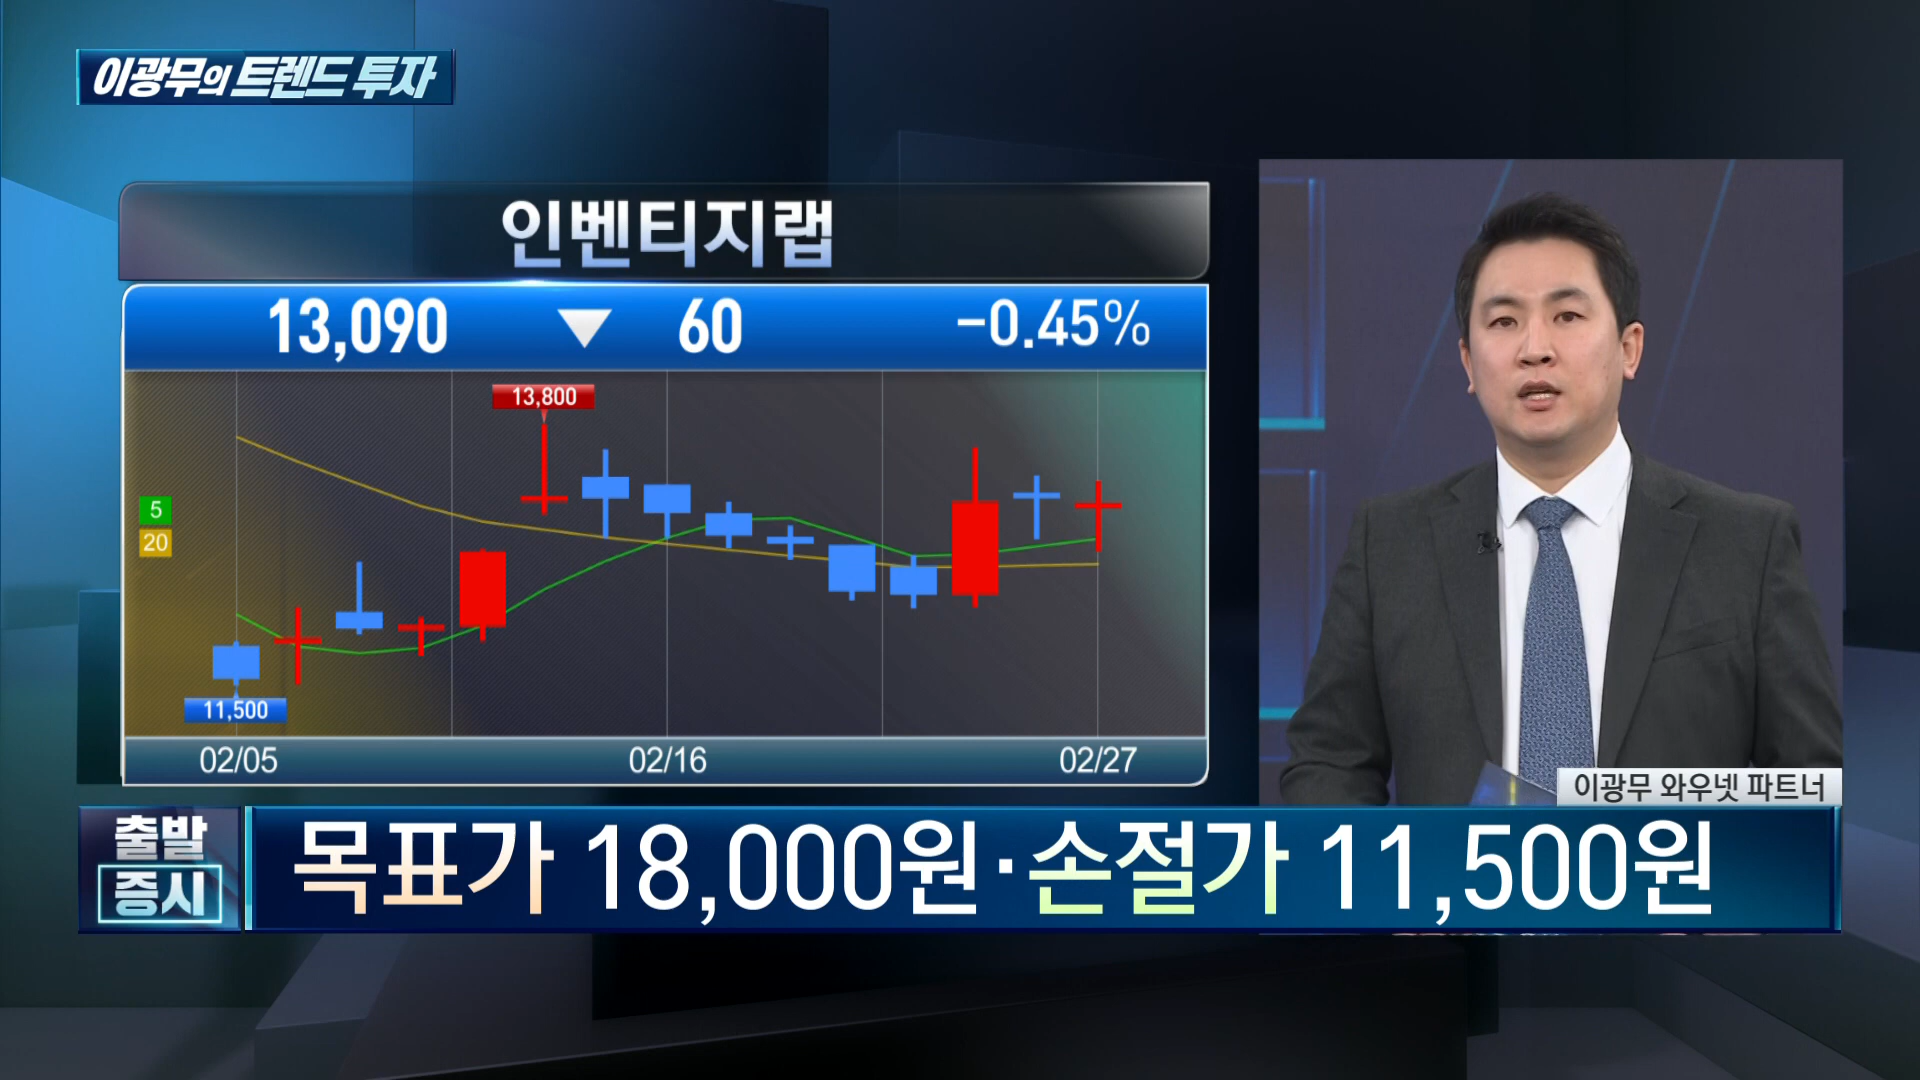 이광무의 트렌드 투자
인벤티지랩
13,090 ▼ 60 -0.45%
13,800
5
20
11,500
02/05 02/16 02/27
이광무 와우넷 파트너
출발
증시
목표가 18,000원·손절가 11,500원